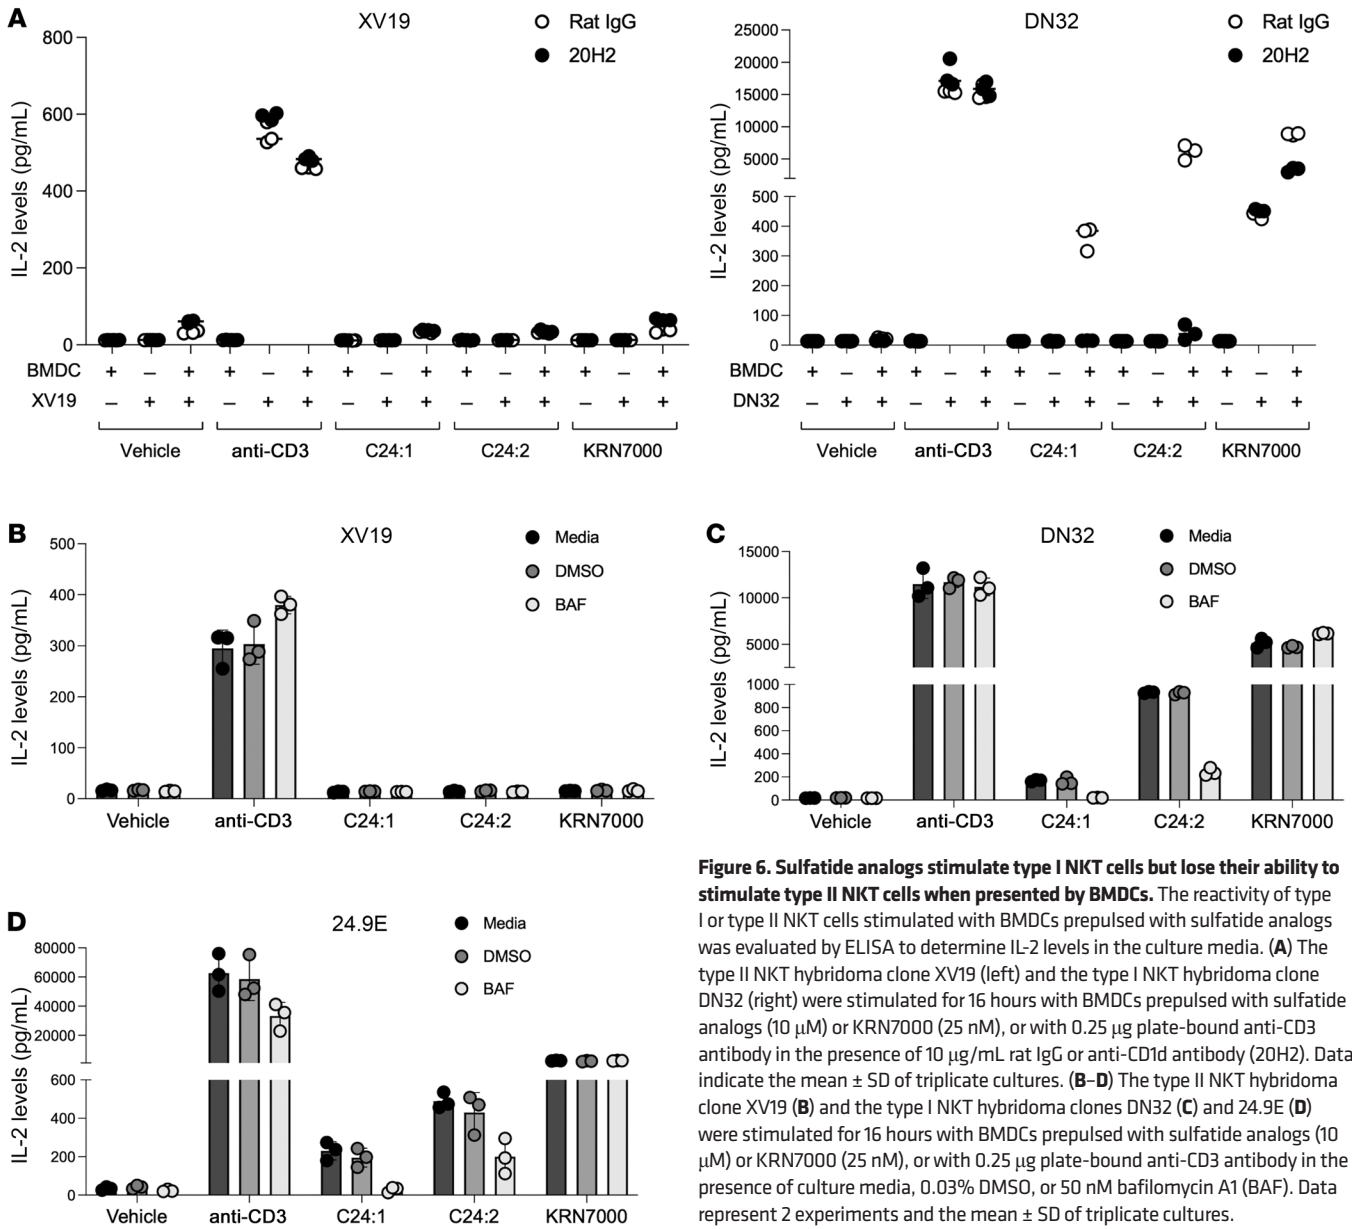 A
XV19
Rat IgG
20H2
IL-2 levels (pg/mL)
800
600
400
200
0
BMDC + – + + – + + – + + – + + – +
XV19 – + + – + + – + + – + + – + +
Vehicle anti-CD3 C24:1 C24:2 KRN7000
DN32
Rat IgG
20H2
IL-2 levels (pg/mL)
25000
20000
15000
10000
5000
500
400
300
200
100
0
BMDC + – + + – + + – + + – + + – +
DN32 – + + – + + – + + – + + – + +
Vehicle anti-CD3 C24:1 C24:2 KRN7000
B
XV19
Media
DMSO
BAF
IL-2 levels (pg/mL)
500
400
300
200
100
0
Vehicle anti-CD3 C24:1 C24:2 KRN7000
C
DN32
Media
DMSO
BAF
IL-2 levels (pg/mL)
15000
10000
5000
1000
800
600
400
200
0
Vehicle anti-CD3 C24:1 C24:2 KRN7000
D
24.9E
Media
DMSO
BAF
IL-2 levels (pg/mL)
80000
60000
40000
20000
600
400
200
0
Vehicle anti-CD3 C24:1 C24:2 KRN7000
Figure 6. Sulfatide analogs stimulate type I NKT cells but lose their ability to
stimulate type II NKT cells when presented by BMDCs. The reactivity of type
I or type II NKT cells stimulated with BMDCs prepulsed with sulfatide analogs
was evaluated by ELISA to determine IL-2 levels in the culture media. (A) The
type II NKT hybridoma clone XV19 (left) and the type I NKT hybridoma clone
DN32 (right) were stimulated for 16 hours with BMDCs prepulsed with sulfatide
analogs (10 μM) or KRN7000 (25 nM), or with 0.25 μg plate-bound anti-CD3
antibody in the presence of 10 μg/mL rat IgG or anti-CD1d antibody (20H2). Data
indicate the mean ± SD of triplicate cultures. (B–D) The type II NKT hybridoma
clone XV19 (B) and the type I NKT hybridoma clones DN32 (C) and 24.9E (D)
were stimulated for 16 hours with BMDCs prepulsed with sulfatide analogs (10
μM) or KRN7000 (25 nM), or with 0.25 μg plate-bound anti-CD3 antibody in the
presence of culture media, 0.03% DMSO, or 50 nM bafilomycin A1 (BAF). Data
represent 2 experiments and the mean ± SD of triplicate cultures.